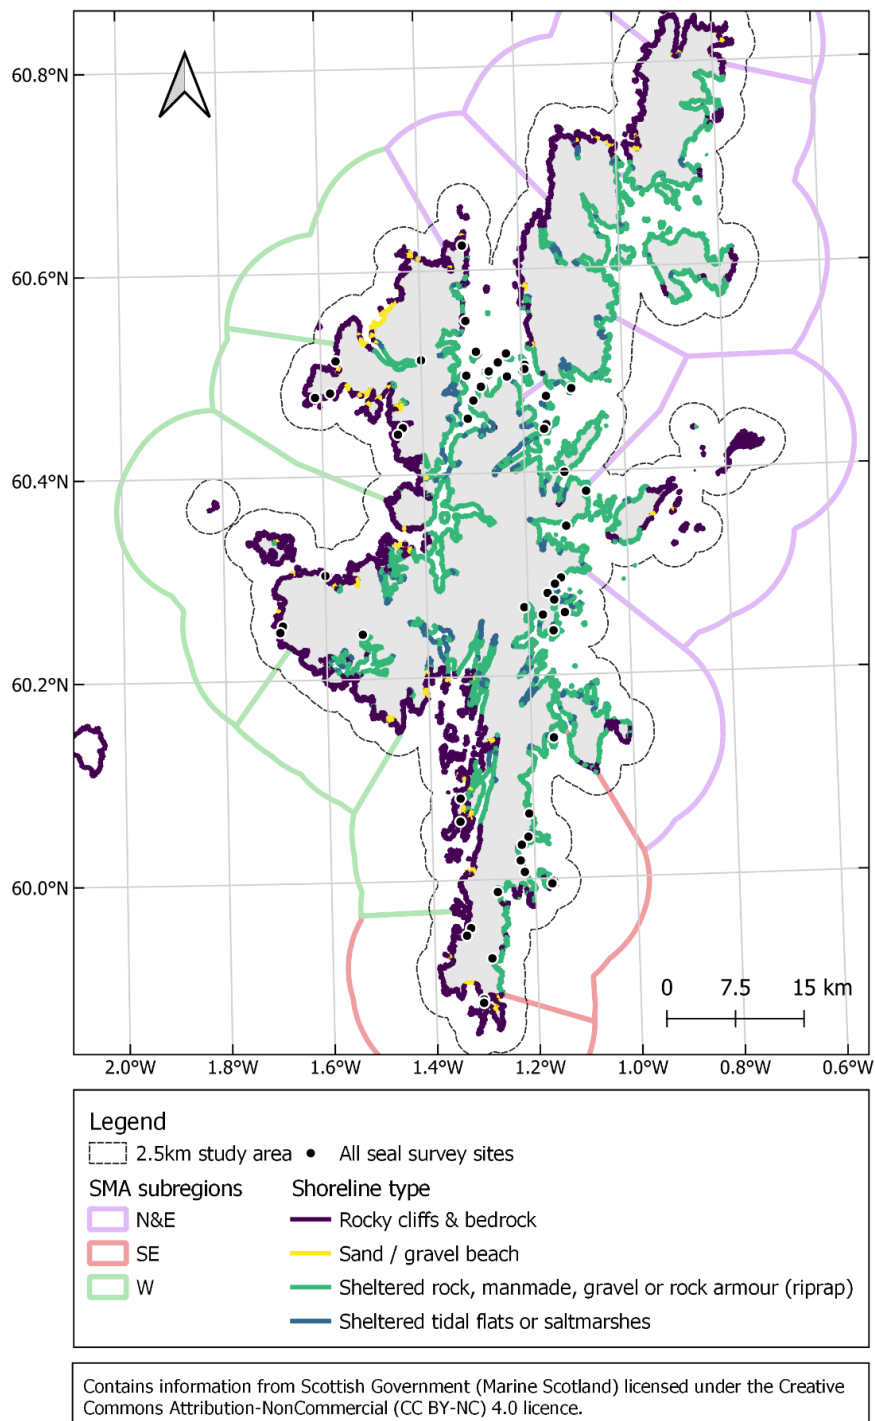 60.8°N
60.6°N
60.4°N
60.2°N
60.0°N
0 7.5 15 km
2.0°W 1.8°W 1.6°W 1.4°W 1.2°W 1.0°W 0.8°W 0.6°W
Legend
2.5km study area All seal survey sites
SMA subregions Shoreline type
N&E Rocky cliffs & bedrock
SE Sand / gravel beach
W Sheltered rock, manmade, gravel or rock armour (riprap)
Sheltered tidal flats or saltmarshes
Contains information from Scottish Government (Marine Scotland) licensed under the Creative
Commons Attribution-NonCommercial (CC BY-NC) 4.0 licence.